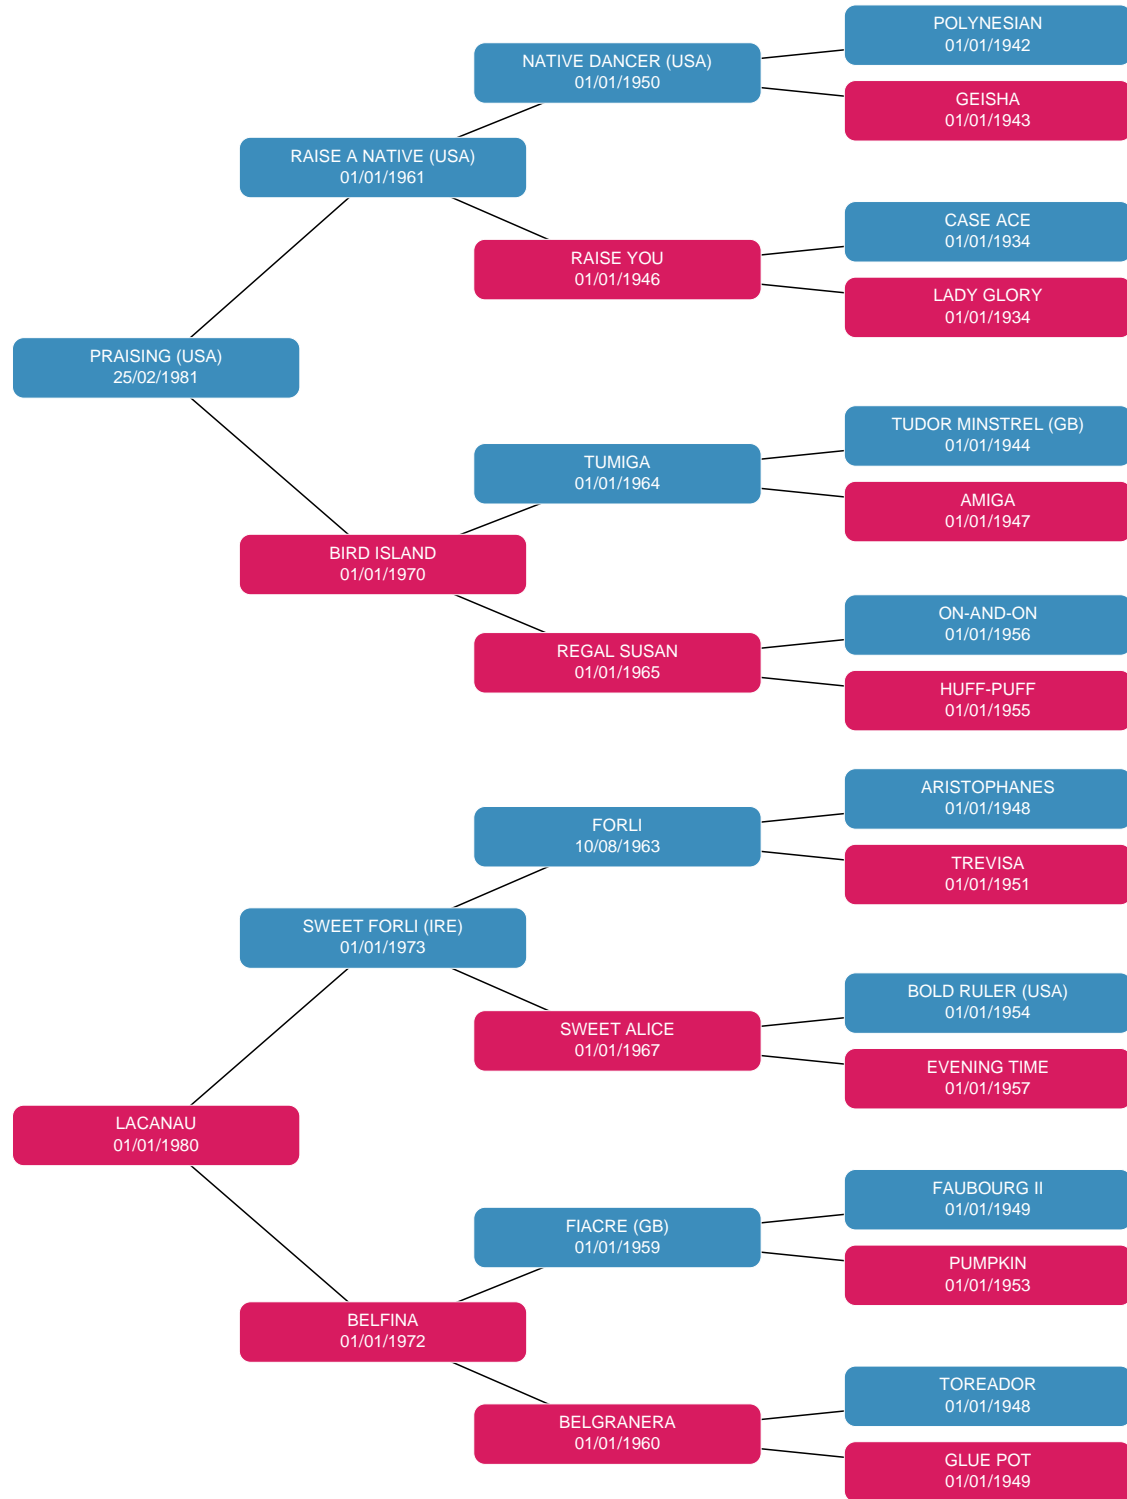 POLYNESIAN
01/01/1942
NATIVE DANCER (USA)
01/01/1950
GEISHA
01/01/1943
RAISE A NATIVE (USA)
01/01/1961
CASE ACE
01/01/1934
RAISE YOU
01/01/1946
LADY GLORY
01/01/1934
PRAISING (USA)
25/02/1981
TUDOR MINSTREL (GB)
01/01/1944
TUMIGA
01/01/1964
AMIGA
01/01/1947
BIRD ISLAND
01/01/1970
ON-AND-ON
01/01/1956
REGAL SUSAN
01/01/1965
HUFF-PUFF
01/01/1955
ARISTOPHANES
01/01/1948
FORLI
10/08/1963
TREVISA
01/01/1951
SWEET FORLI (IRE)
01/01/1973
BOLD RULER (USA)
01/01/1954
SWEET ALICE
01/01/1967
EVENING TIME
01/01/1957
LACANAU
01/01/1980
FAUBOURG II
01/01/1949
FIACRE (GB)
01/01/1959
PUMPKIN
01/01/1953
BELFINA
01/01/1972
TOREADOR
01/01/1948
BELGRANERA
01/01/1960
GLUE POT
01/01/1949